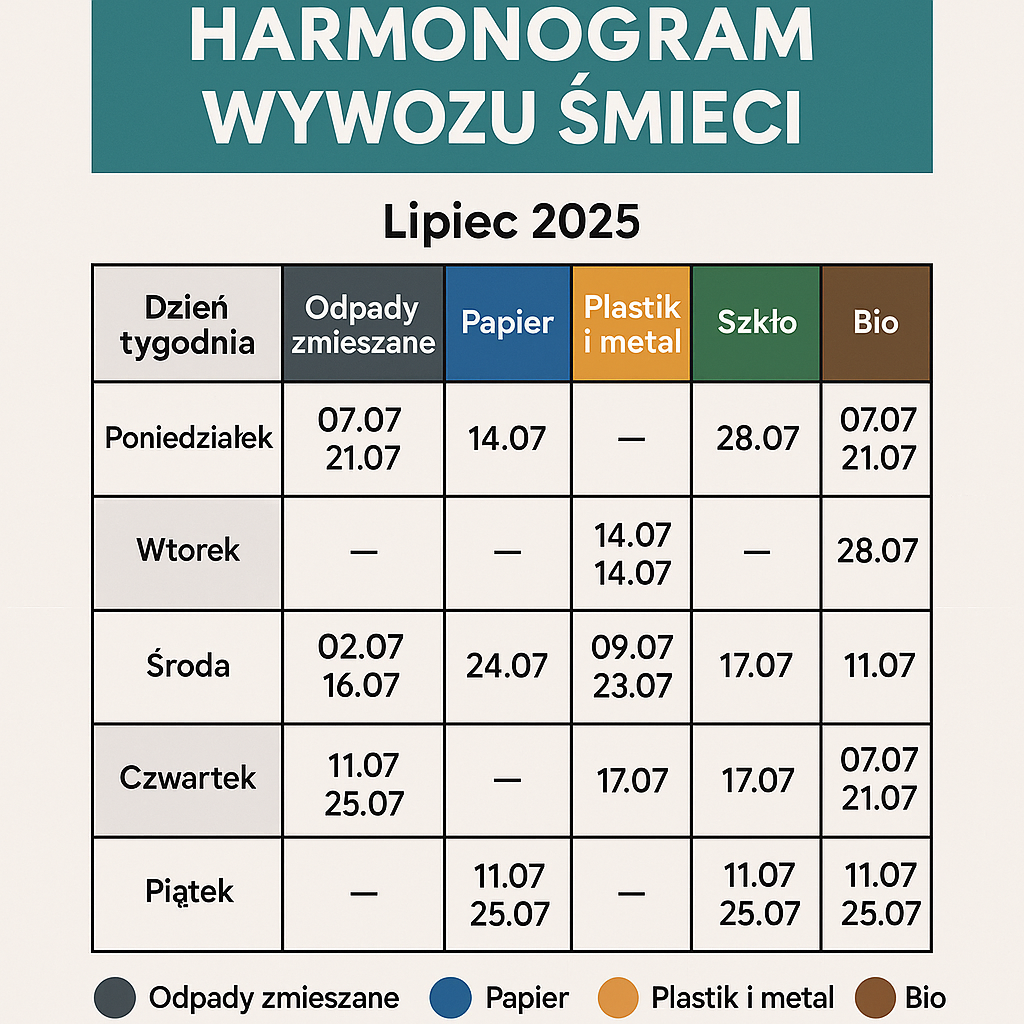 HARMONOGRAM
WYWOZU ŚMIECI
Lipiec 2025
Dzień tygodnia Odpady zmieszane Papier Plastik i metal Szkło Bio
Poniedziałek 07.07 21.07 14.07 — 28.07 07.07 21.07
Wtorek — — 14.07 14.07 — 28.07
Środa 02.07 16.07 24.07 09.07 23.07 17.07 11.07
Czwartek 11.07 25.07 — 17.07 17.07 07.07 21.07
Piątek — 11.07 25.07 — 11.07 25.07 11.07 25.07
Odpady zmieszane Papier Plastik i metal Bio